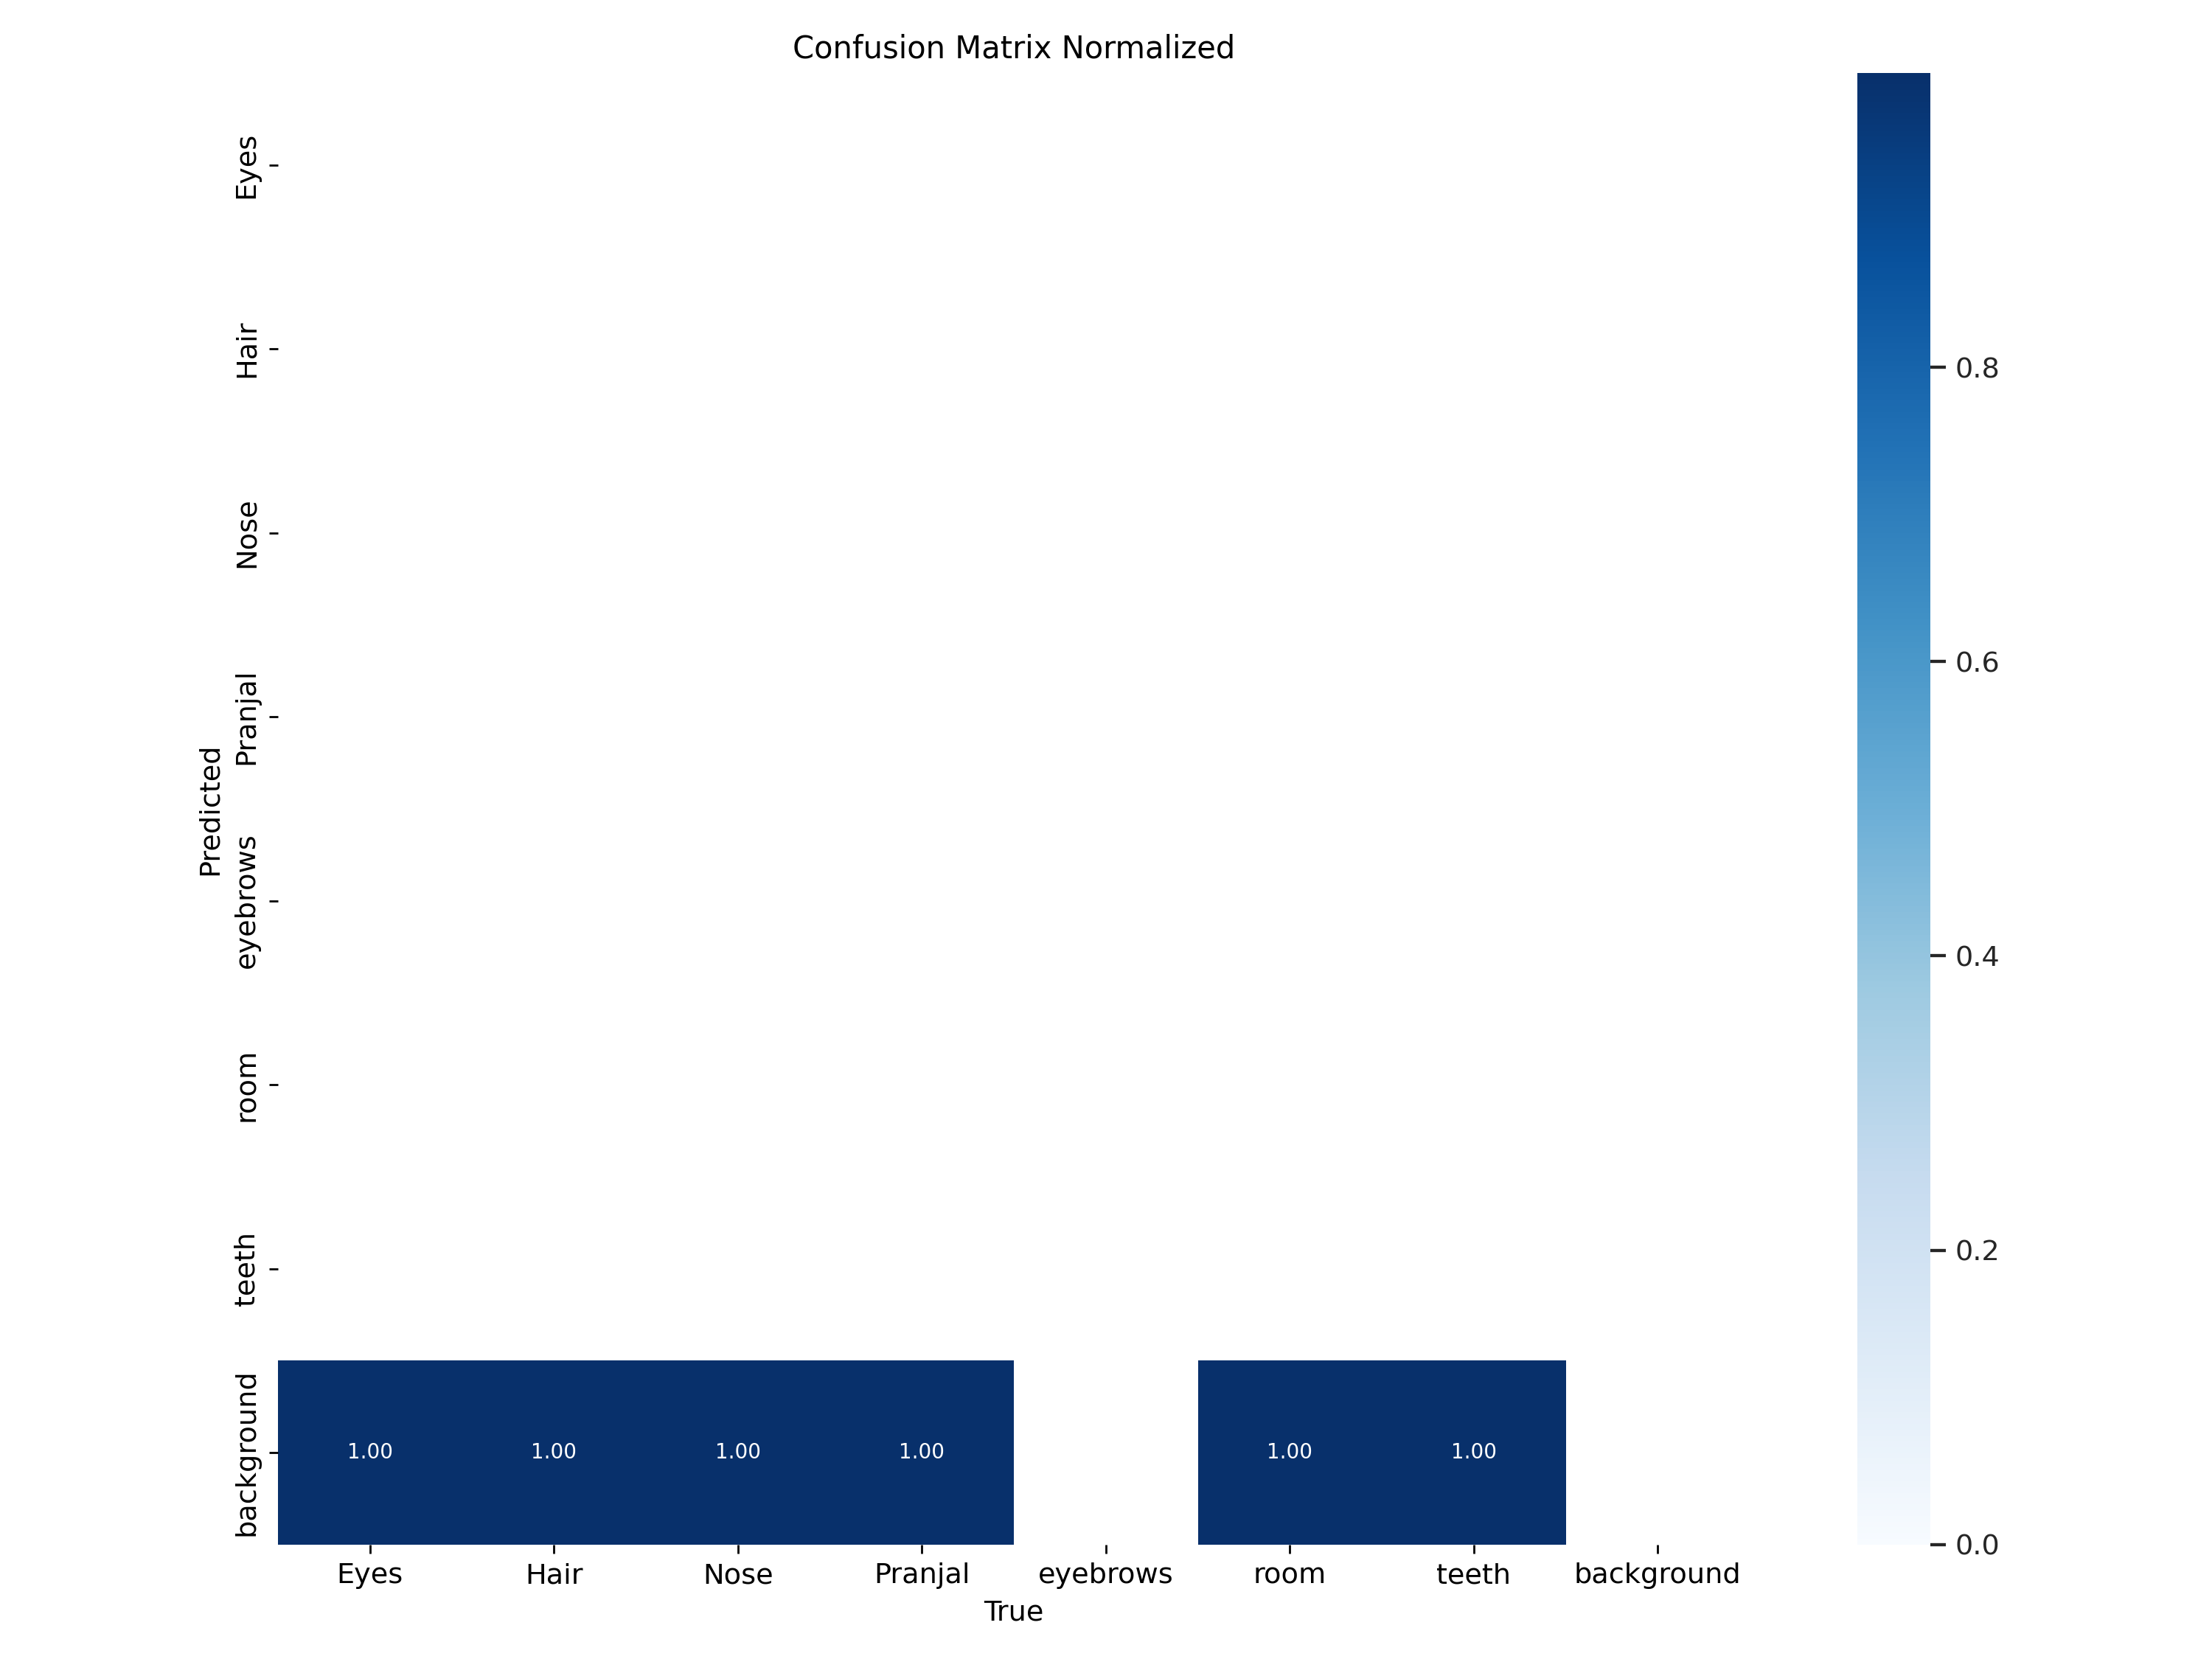 Confusion Matrix Normalized
Predicted
Eyes
Hair
Nose
Pranjal
eyebrows
room
teeth
background
1.00 1.00 1.00 1.00 1.00 1.00
Eyes Hair Nose Pranjal eyebrows room teeth background
True
0.8
0.6
0.4
0.2
0.0